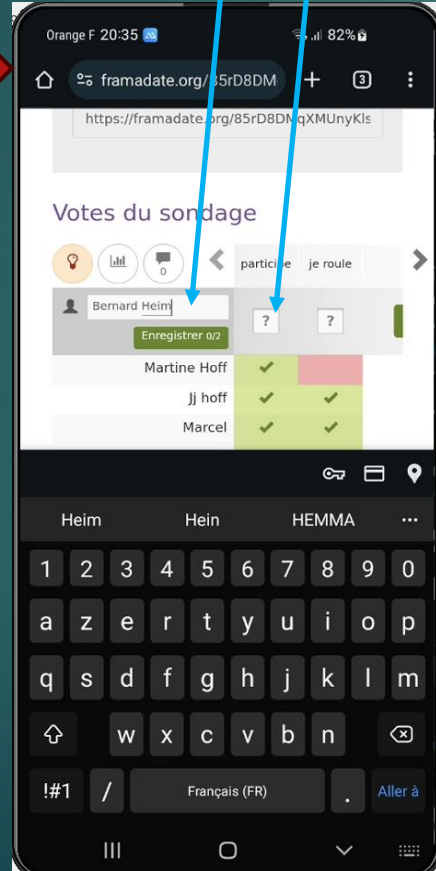 Orange F 20:35 82%
framadate.org/85rD8DM 3
https://framadate.org/85rD8DMqXMUnyKls
Votes du sondage
0 participe je roule
Bernard Heim ? ?
Enregistrer 0/2
Martine Hoff
Jj hoff
Marcel
Heim Hein HEMMA ...
1 2 3 4 5 6 7 8 9 0
a z e r t y u i o p
q s d f g h j k l m
w x c v b n
!#1 / Français (FR) . Aller à